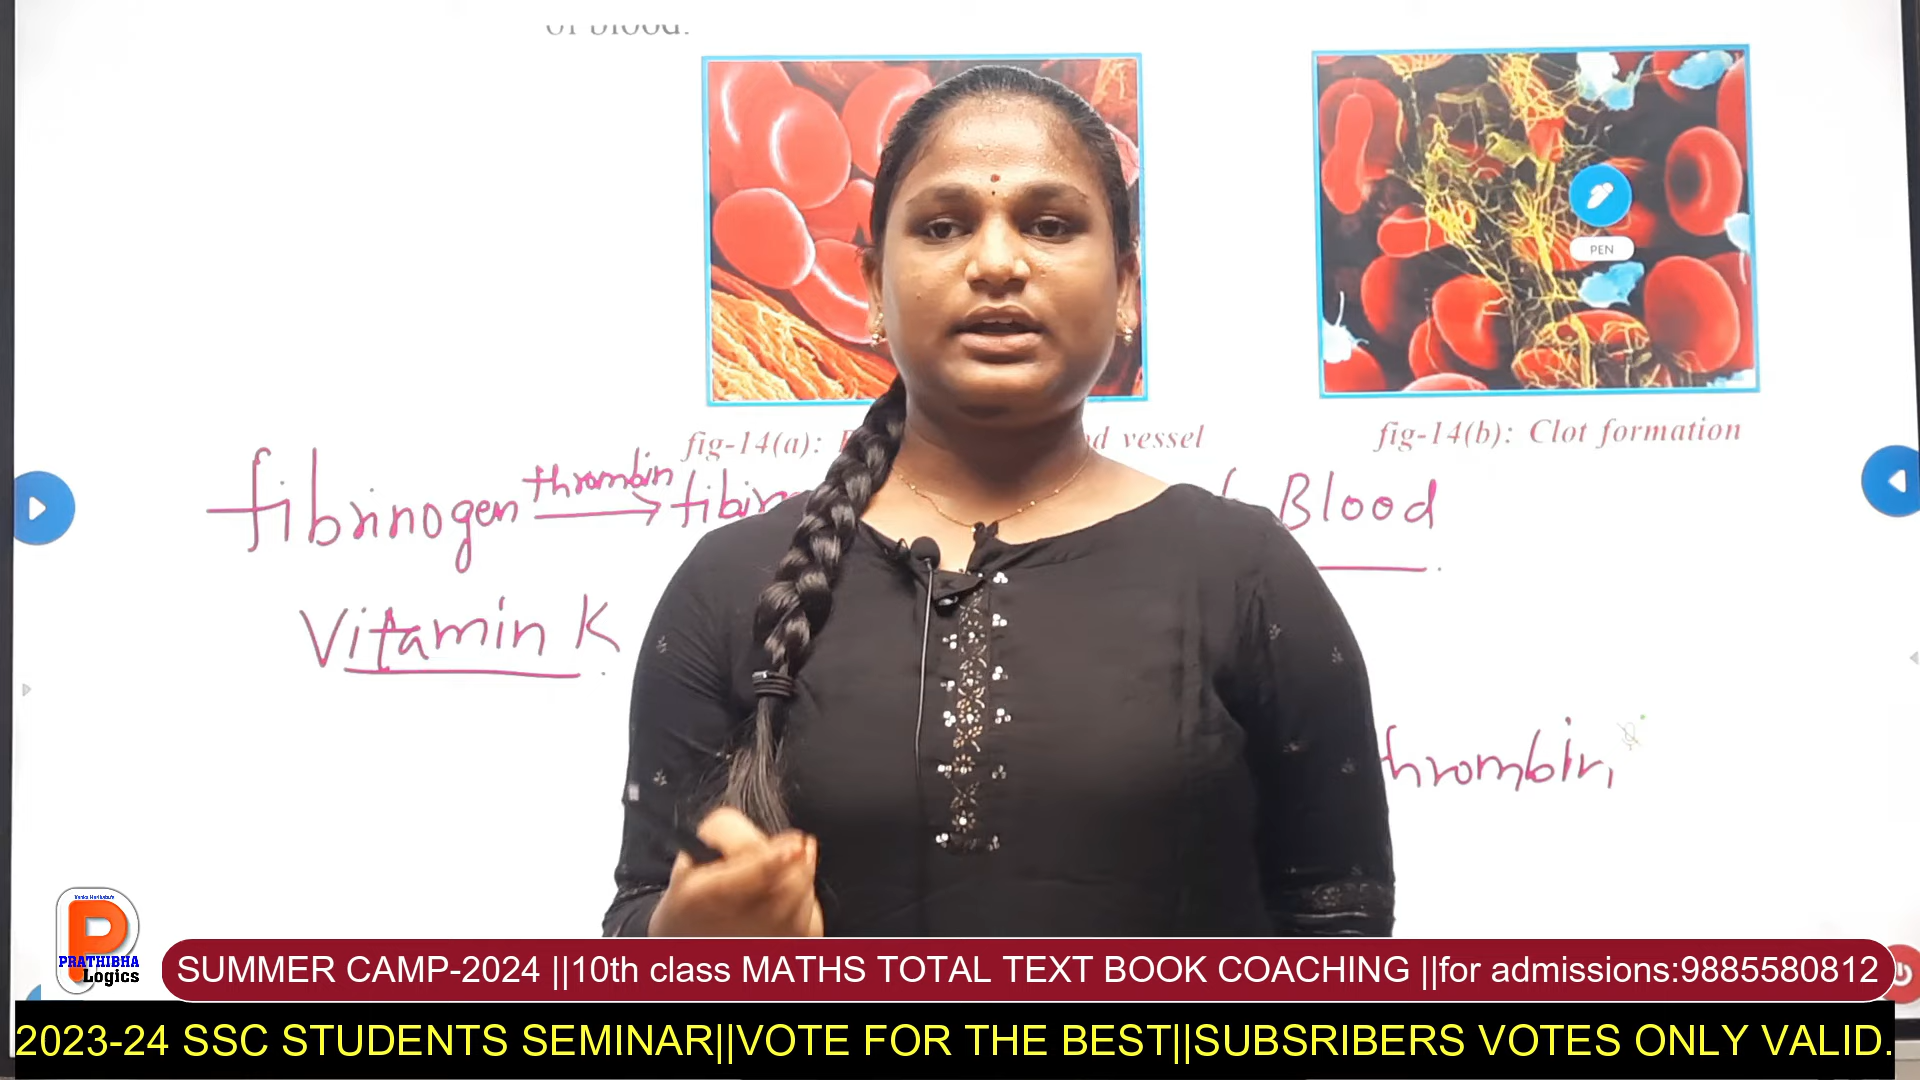 of blood.
fig-14(a): vessel
fig-14(b): Clot formation
PEN
fibrinogen thrombin
Blood
Vitamin K
hrombin
PRATHIBHA
Logics
SUMMER CAMP-2024 ||10th class MATHS TOTAL TEXT BOOK COACHING ||for admissions:9885580812
2023-24 SSC STUDENTS SEMINAR||VOTE FOR THE BEST||SUBSRIBERS VOTES ONLY VALID.